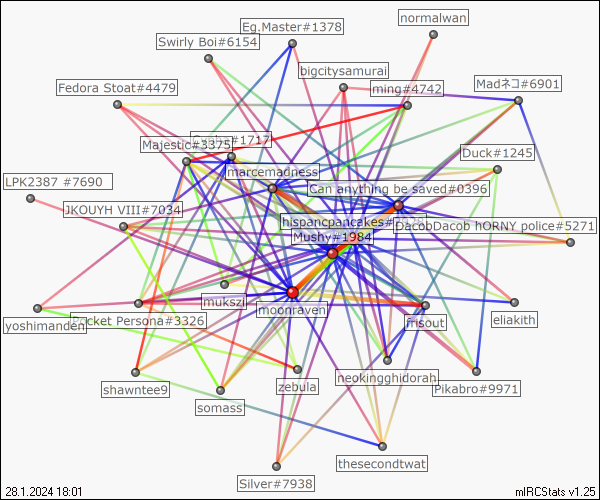 normalwan
Eg.Master#1378
Swirly Boi#6154
bigcitysamurai
Fedora Stoat#4479
ming#4742
Madネコ#6901
#1717
Majestic#3375
Duck#1245
marcemadness
LPK2387 #7690
Can anything be saved#0396
JKOUYH VIII#7034
hispancpancakes#
DacobDacob hORNY police#5271
Mushy#1984
mukszi
moonraven
eliakith
yoshimanden
Pocket Persona#3326
frisout
shawntee9
zebula
neokingghidorah
Pikabro#9971
somass
thesecondtwat
Silver#7938
28.1.2024 18:01
mIRCStats v1.25